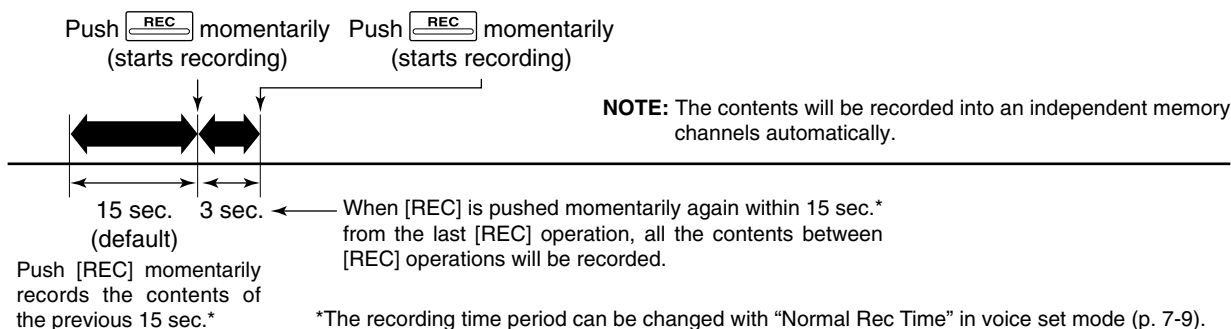 Push REC momentarily
(starts recording)
Push REC momentarily
(starts recording)
NOTE: The contents will be recorded into an independent memory
channels automatically.
15 sec.
(default)
3 sec.
When [REC] is pushed momentarily again within 15 sec.*
from the last [REC] operation, all the contents between
[REC] operations will be recorded.
Push [REC] momentarily
records the contents of
the previous 15 sec.*
*The recording time period can be changed with “Normal Rec Time” in voice set mode (p. 7-9).